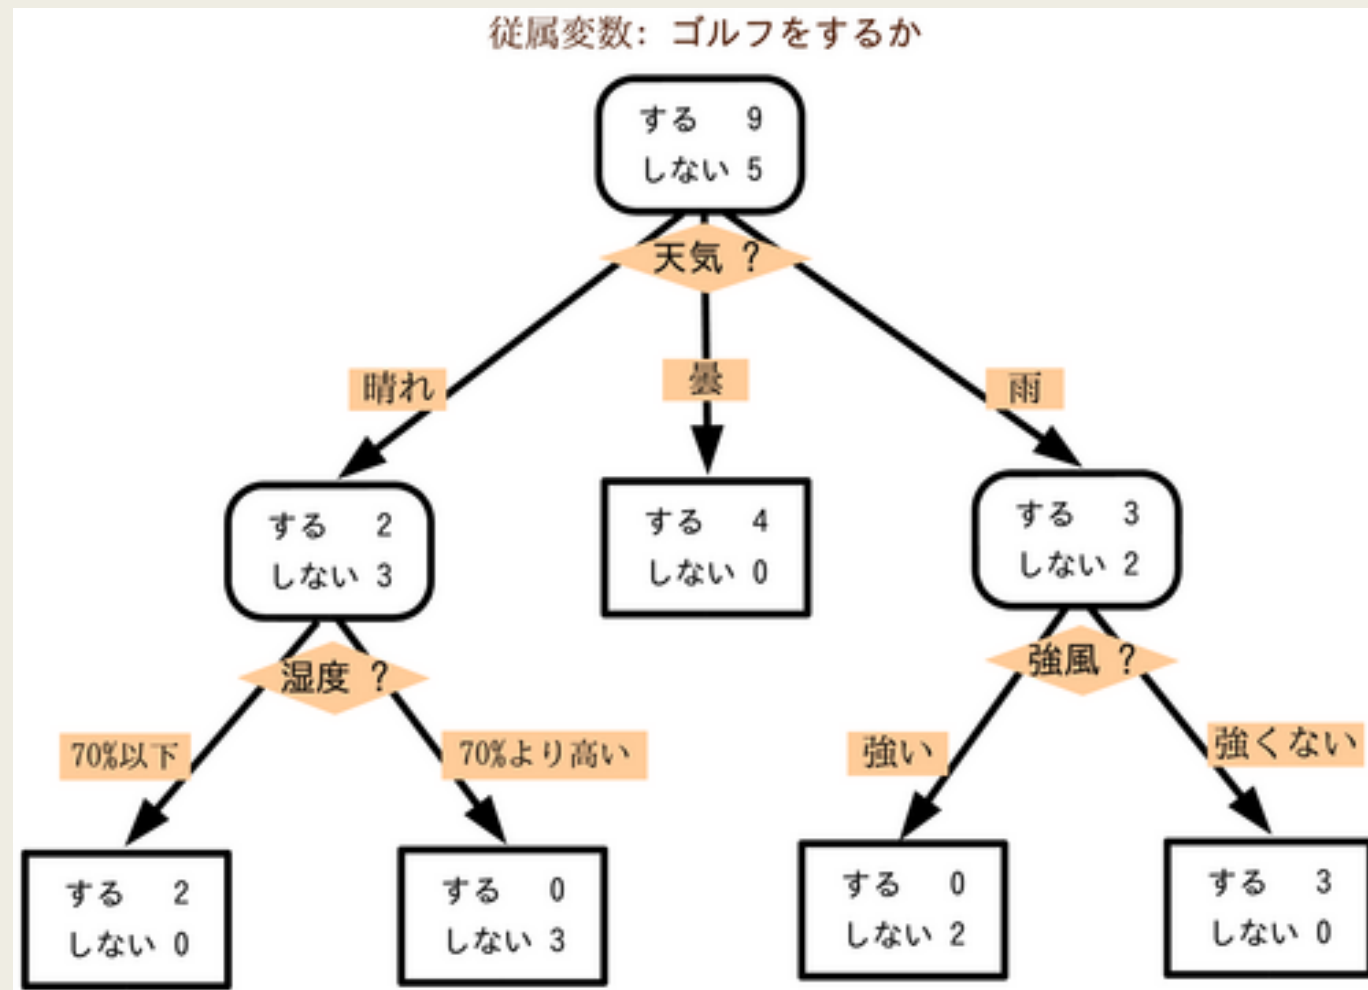 従属変数: ゴルフをするか
する 9
しない 5
天気 ?
晴れ
曇
雨
する 2
しない 3
する 4
しない 0
する 3
しない 2
湿度 ?
強風 ?
70%以下
70%より高い
強い
強くない
する 2
しない 0
する 0
しない 3
する 0
しない 2
する 3
しない 0